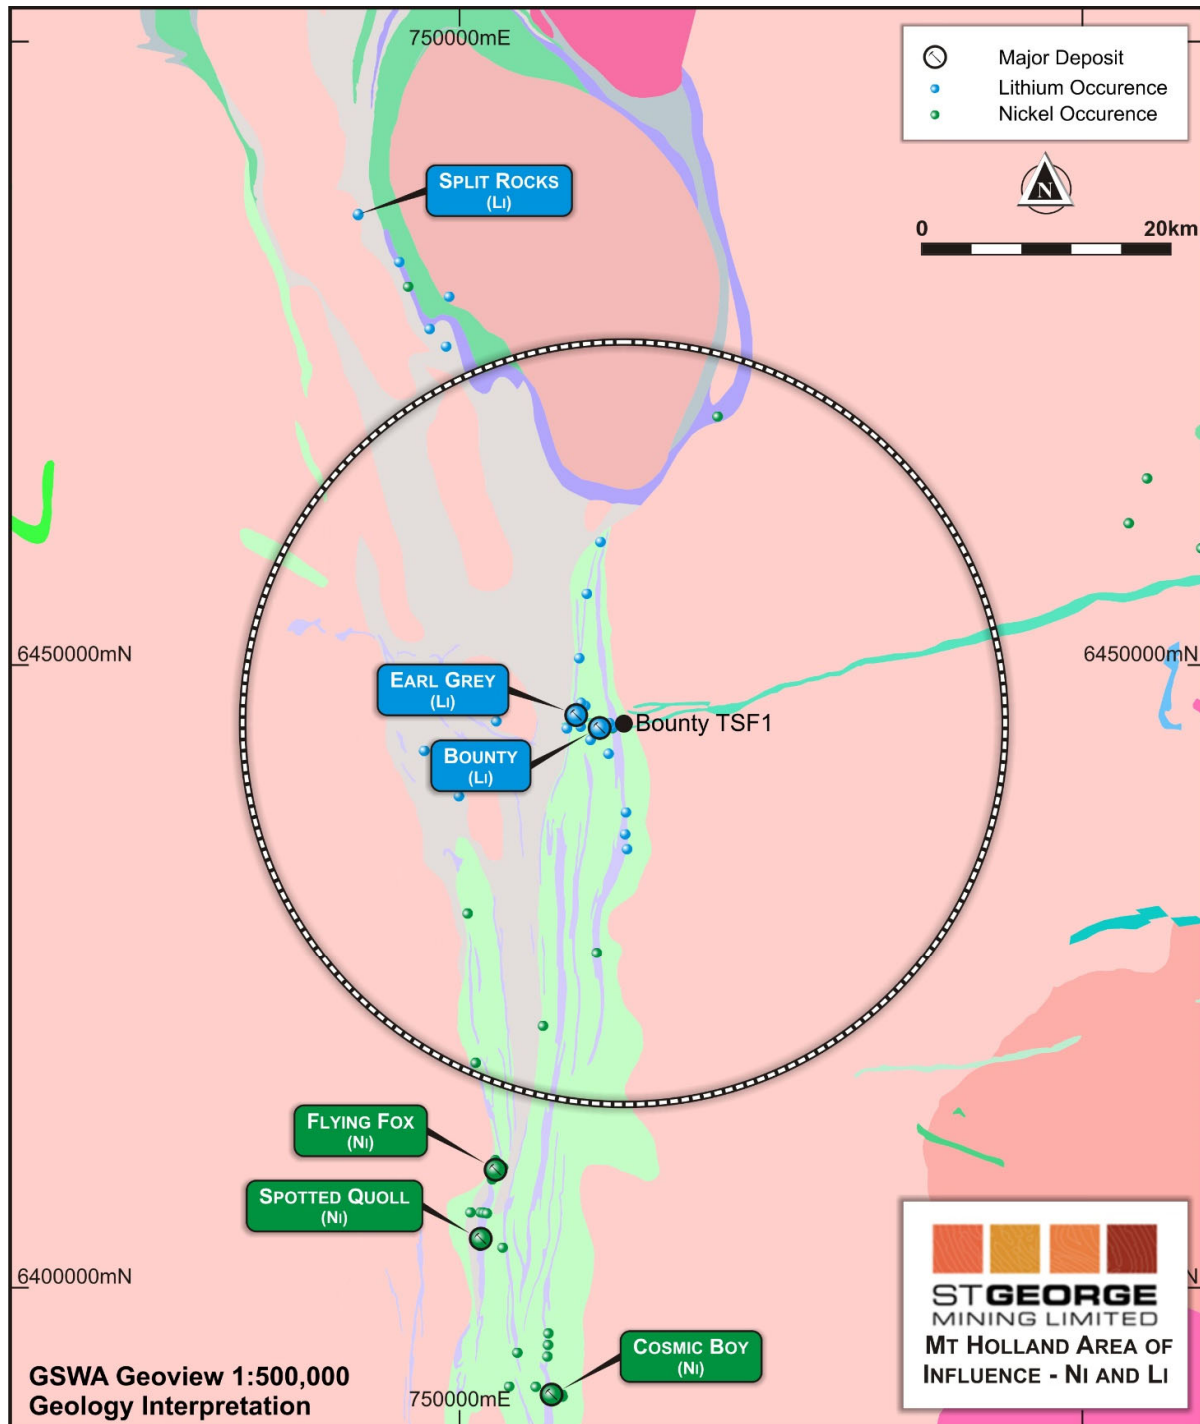 750000mE
Major Deposit
Lithium Occurence
Nickel Occurence
N
0 20km
SPLIT ROCKS
(LI)
6450000mN
6450000mN
EARL GREY
(LI)
Bounty TSF1
BOUNTY
(LI)
FLYING FOX
(NI)
SPOTTED QUOLL
(NI)
6400000mN
N
STGEORGE
MINING LIMITED
MT HOLLAND AREA OF
INFLUENCE - NI AND LI
COSMIC BOY
(NI)
GSWA Geoview 1:500,000
Geology Interpretation
750000mE